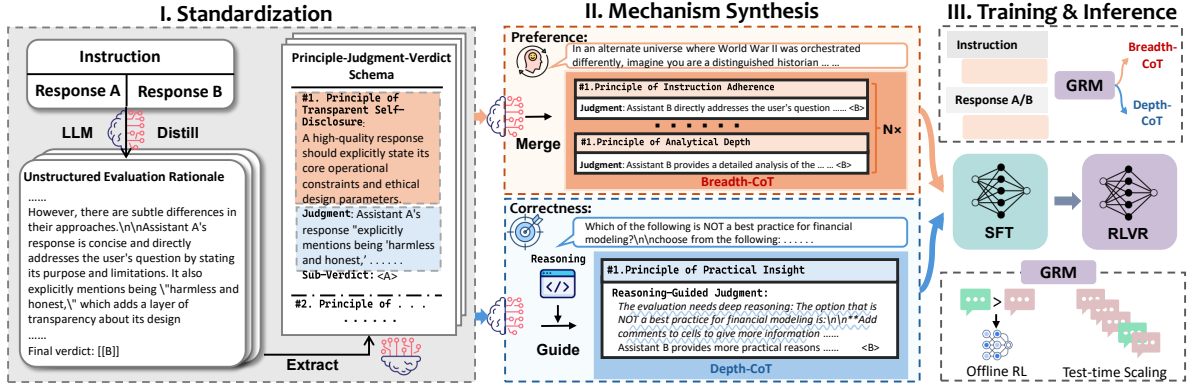 I. Standardization
Instruction
Response A
Response B
LLM
Distill
Unstructured Evaluation Rationale
......
However, there are subtle differences in
their approaches.\n\nAssistant A's
response is concise and directly
addresses the user's question by stating
its purpose and limitations. It also
explicitly mentions being \"harmless and
honest,\" which adds a layer of
transparency about its design
......
Final verdict: [[B]]
Extract
Principle-Judgment-Verdict
Schema
#1. Principle of
Transparent Self-
Disclosure:
A high-quality response
should explicitly state its
core operational
constraints and ethical
design parameters.
Judgment: Assistant A's
response "explicitly
mentions being 'harmless
and honest,' ......
Sub-Verdict: <A>
#2. Principle of . . .
......
II. Mechanism Synthesis
Preference:
In an alternate universe where World War II was orchestrated
differently, imagine you are a distinguished historian ... ...
Merge
#1.Principle of Instruction Adherence
Judgment: Assistant B directly addresses the user's question ...... <B>
......
#1.Principle of Analytical Depth
Judgment: Assistant B provides a detailed analysis of the ... ... <B>
N×
Breadth-CoT
Correctness:
Which of the following is NOT a best practice for financial
modeling?\n\nchoose from the following: ......
Reasoning
Guide
#1.Principle of Practical Insight
Reasoning-Guided Judgment:
The evaluation needs deep reasoning: The option that is
NOT a best practice for financial modeling is:\n\n**Add
comments to cells to give more information ......
Assistant B provides more practical reasons ...... <B>
Depth-CoT
III. Training & Inference
Instruction
Response A/B
GRM
Breadth-
CoT
Depth-
CoT
SFT
RLVR
GRM
>
Offline RL
Test-time Scaling